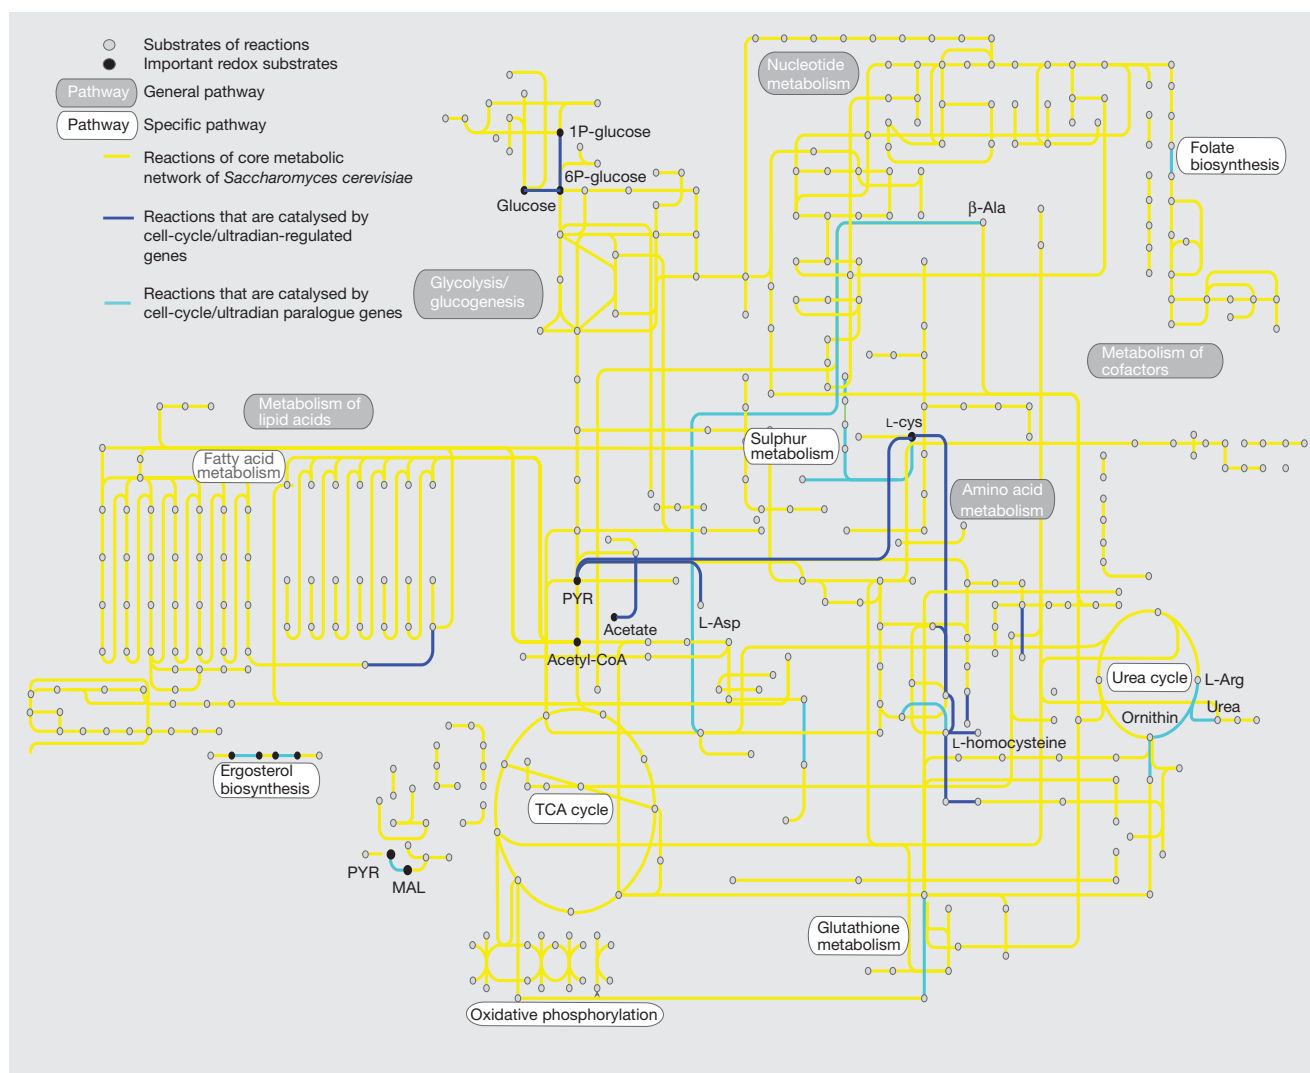 Substrates of reactions
Important redox substrates
Pathway General pathway
Pathway Specific pathway
Reactions of core metabolic
network of Saccharomyces cerevisiae
Reactions that are catalysed by
cell-cycle/ultradian-regulated
genes
Reactions that are catalysed by
cell-cycle/ultradian paralogue genes
Nucleotide
metabolism
1P-glucose
6P-glucose
Glucose
Folate
biosynthesis
β-Ala
Glycolysis/
glucogenesis
Metabolism of
cofactors
Metabolism of
lipid acids
L-cys
Sulphur
metabolism
Fatty acid
metabolism
Amino acid
metabolism
PYR
Acetate
L-Asp
Acetyl-CoA
Urea cycle
L-Arg
Urea
Ornithin
L-homocysteine
Ergosterol
biosynthesis
TCA cycle
PYR
MAL
Glutathione
metabolism
Oxidative phosphorylation